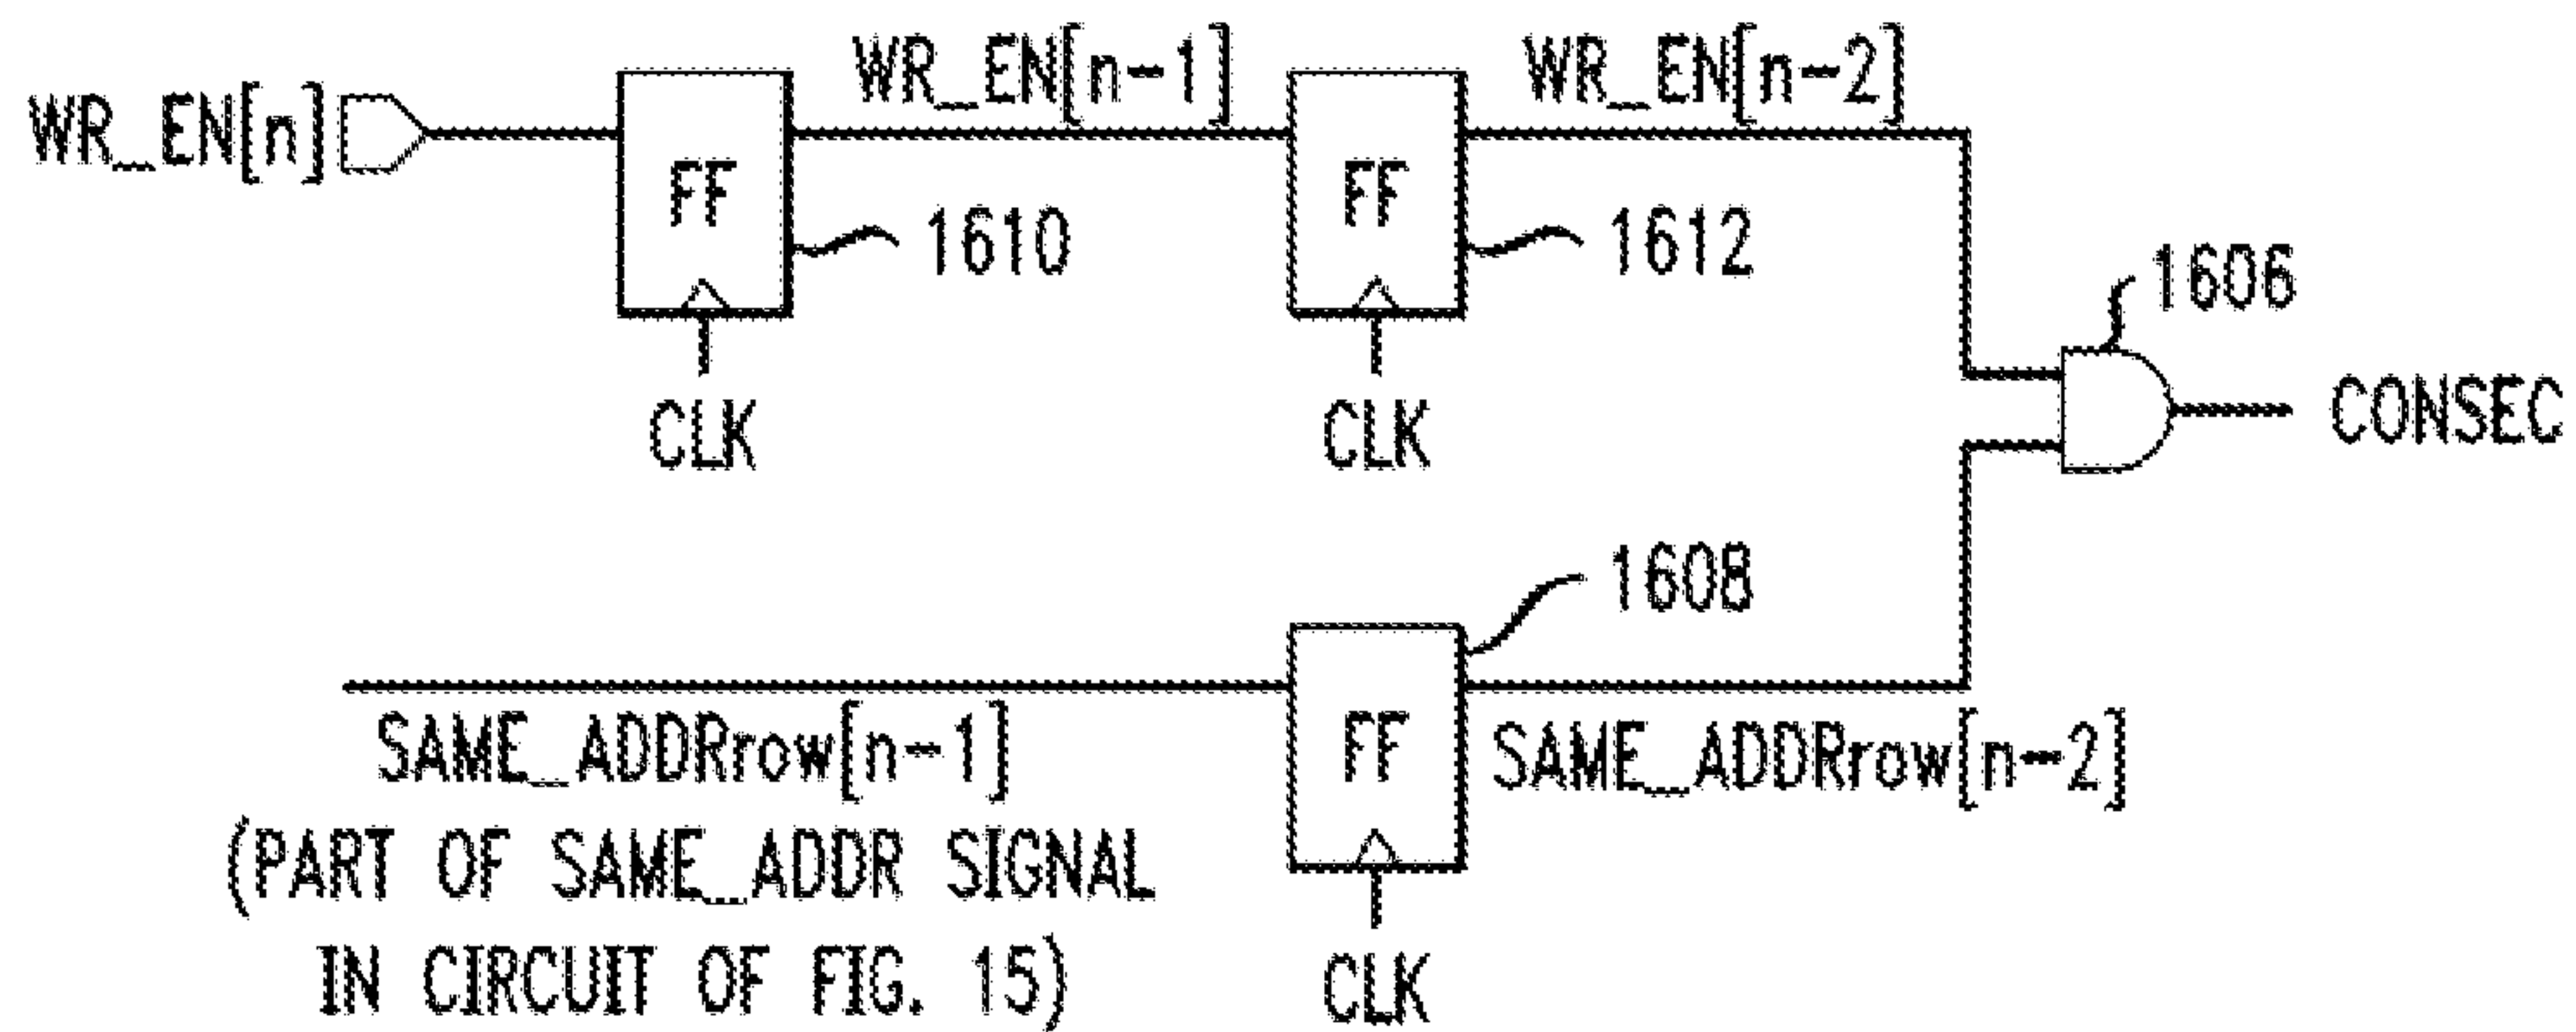 WR_EN[n]
WR_EN[n-1]
WR_EN[n-2]
FF
FF
1610
1612
CLK
CLK
1606
CONSEC
1608
FF
SAME_ADDRrow[n-1]
(PART OF SAME_ADDR SIGNAL
IN CIRCUIT OF FIG. 15)
SAME_ADDRrow[n-2]
CLK